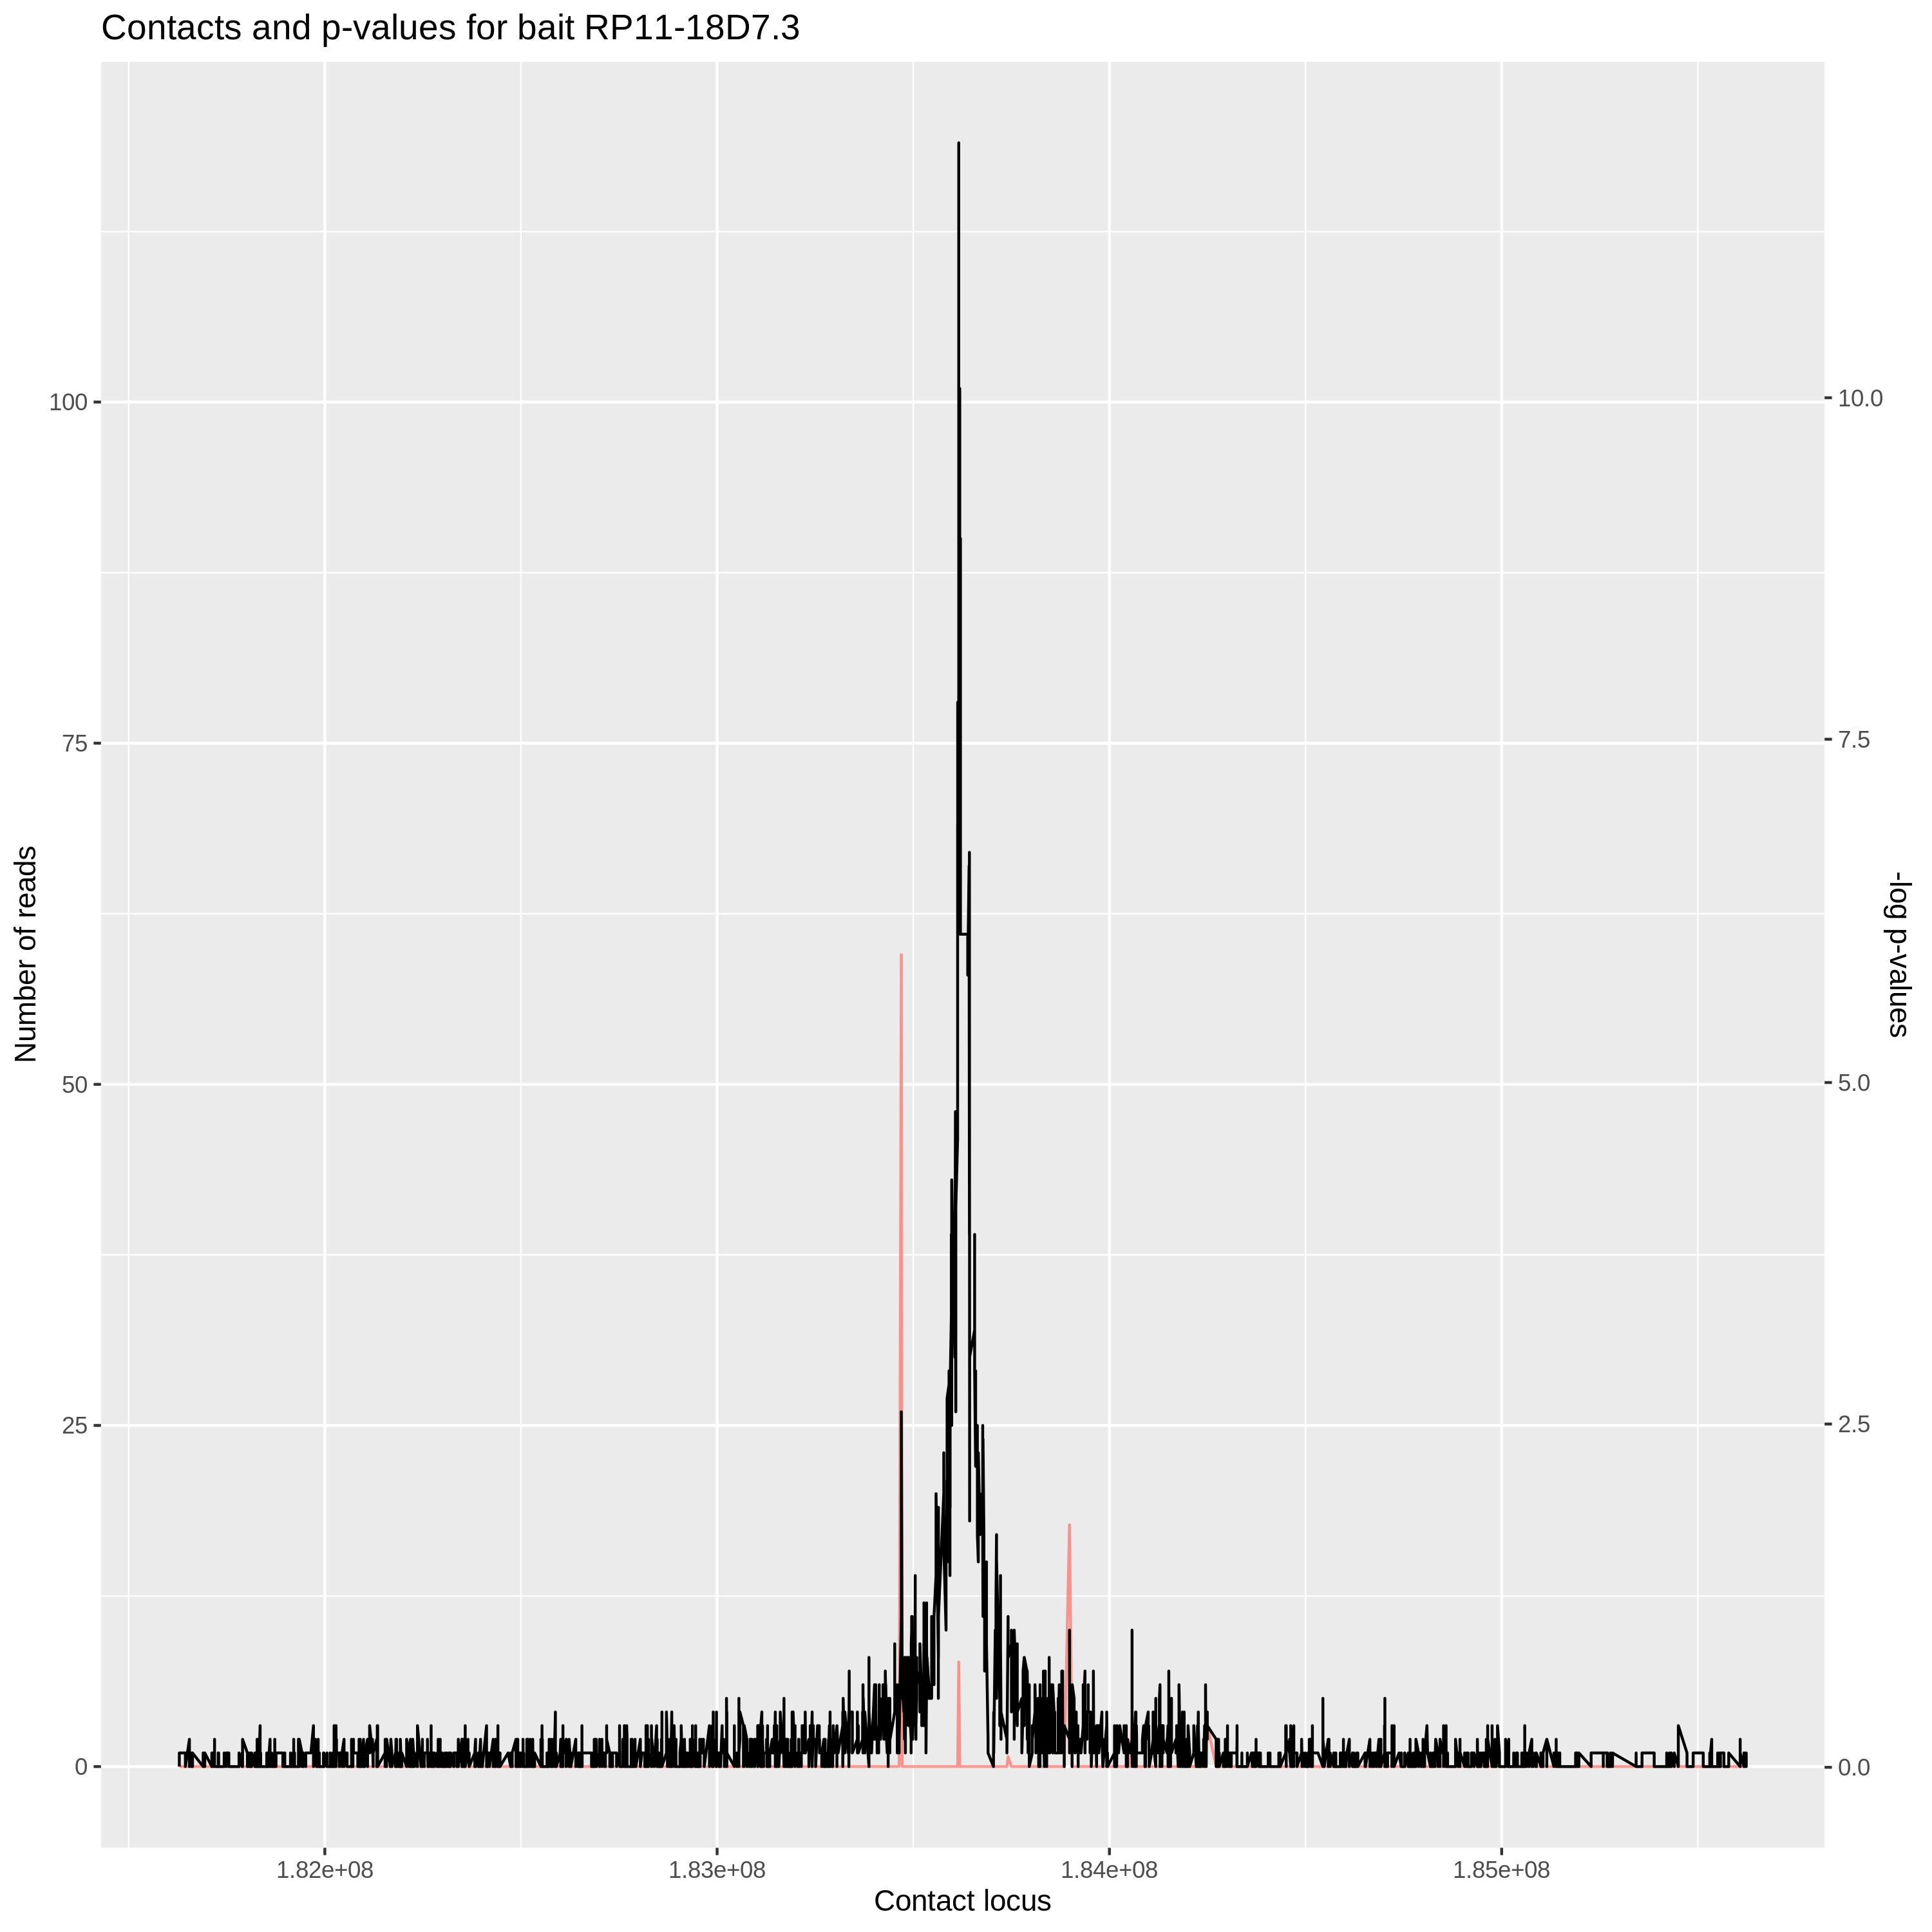 Contacts and p-values for bait RP11-18D7.3
Number of reads
100
75
50
25
0
10.0
7.5
5.0
2.5
0.0
-log p-values
1.82e+08
1.83e+08
1.84e+08
1.85e+08
Contact locus